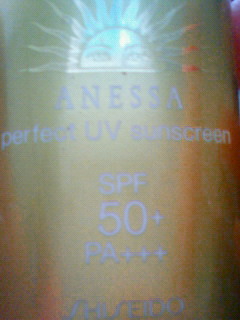 ANESSA
perfect UV sunscreen
SPF
50+
PA+++
SHISEIDO